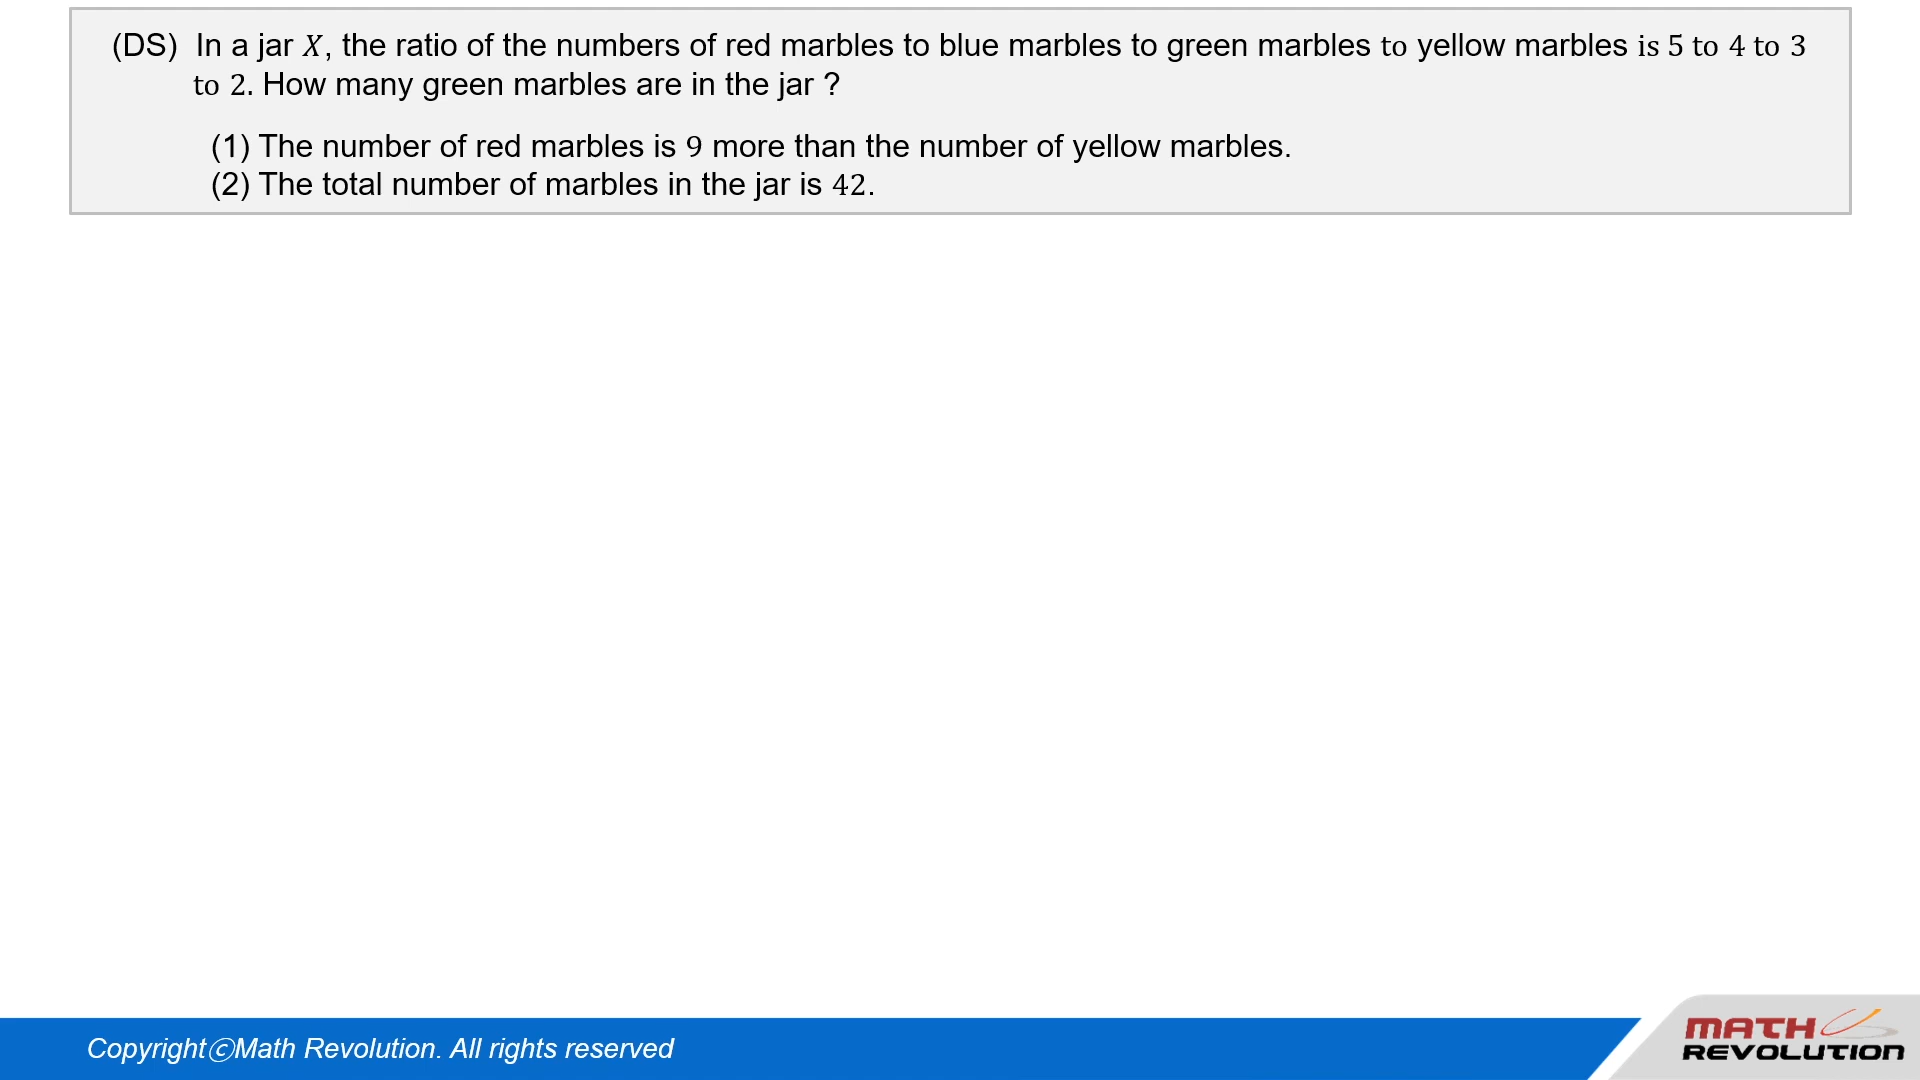 (DS) In a jar X, the ratio of the numbers of red marbles to blue marbles to green marbles to yellow marbles is 5 to 4 to 3
to 2. How many green marbles are in the jar ?
(1) The number of red marbles is 9 more than the number of yellow marbles.
(2) The total number of marbles in the jar is 42.
CopyrightⓒMath Revolution. All rights reserved
MATH
REVOLUTION